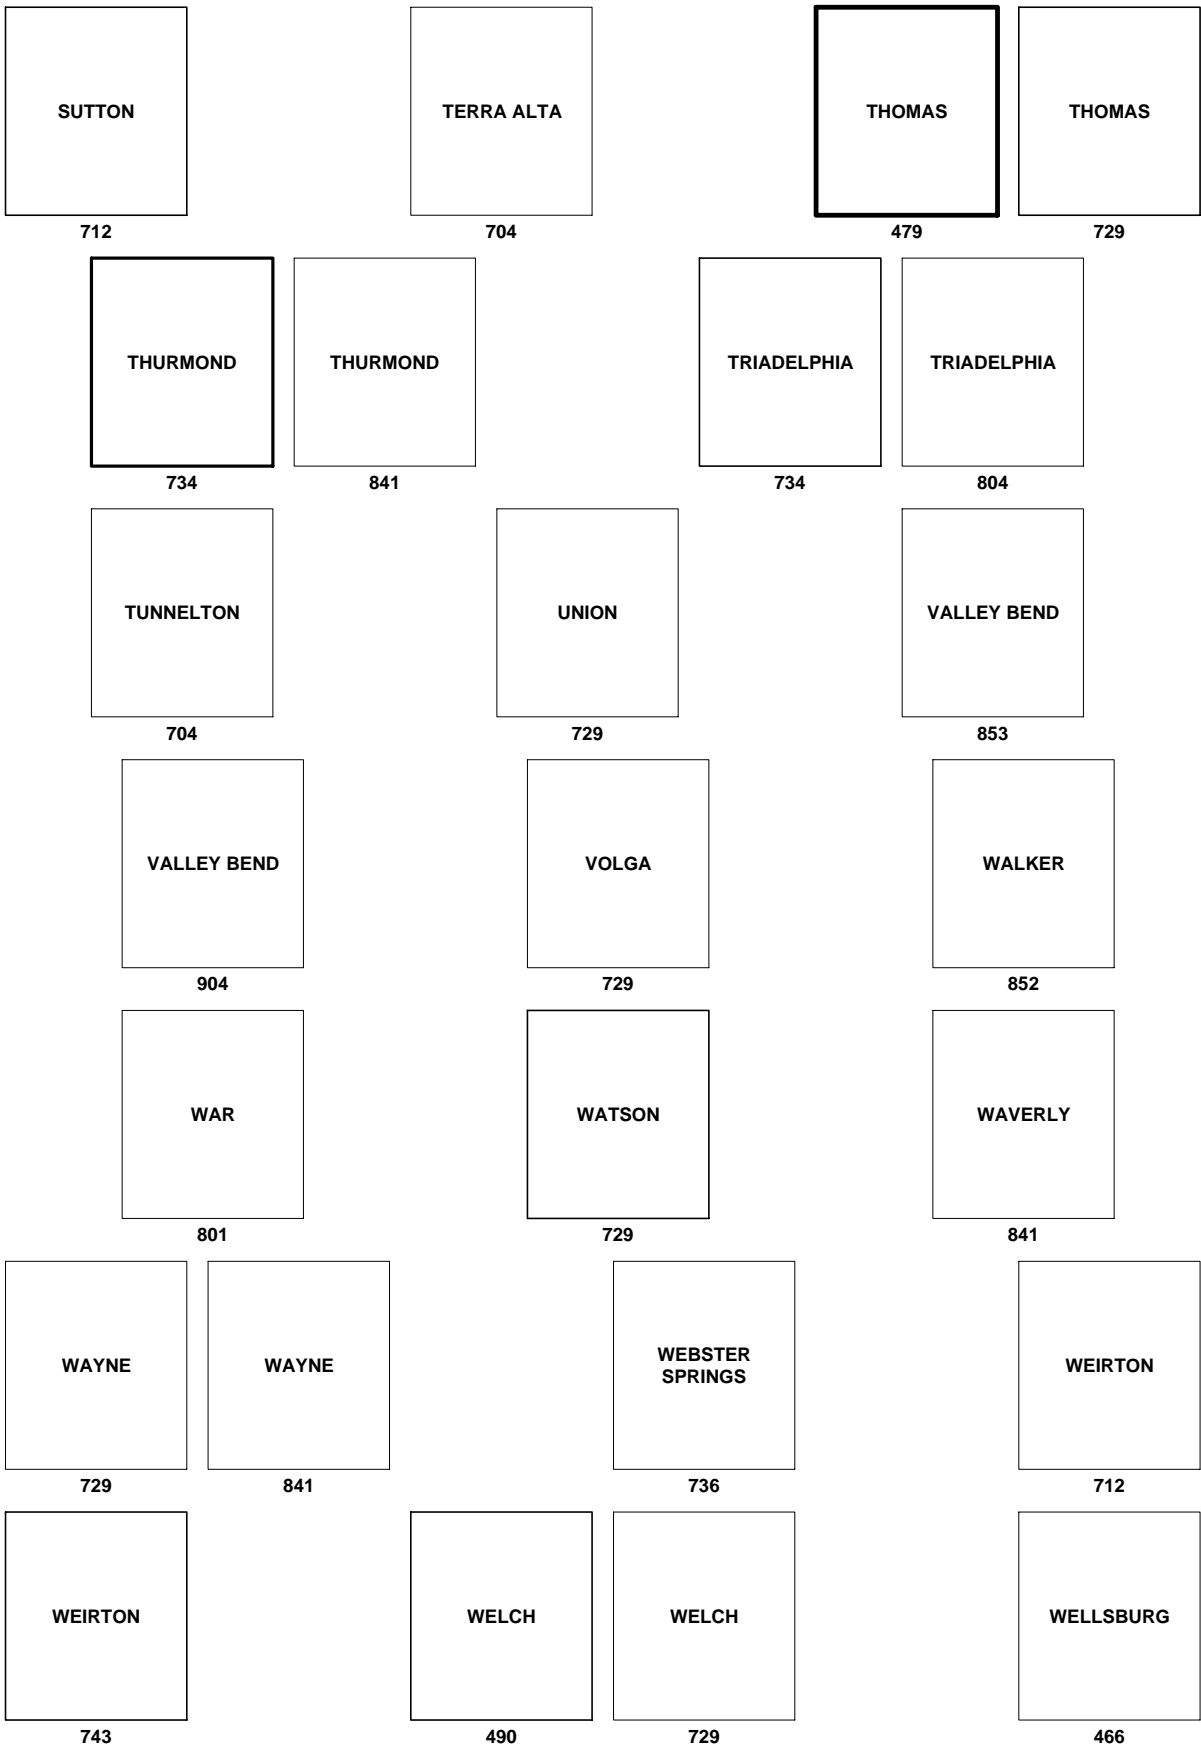 SUTTON
712
TERRA ALTA
704
THOMAS
479
THOMAS
729
THURMOND
734
THURMOND
841
TRIADELPHIA
734
TRIADELPHIA
804
TUNNELTON
704
UNION
729
VALLEY BEND
853
VALLEY BEND
904
VOLGA
729
WALKER
852
WAR
801
WATSON
729
WAVERLY
841
WAYNE
729
WAYNE
841
WEBSTER
SPRINGS
736
WEIRTON
712
WEIRTON
743
WELCH
490
WELCH
729
WELLSBURG
466